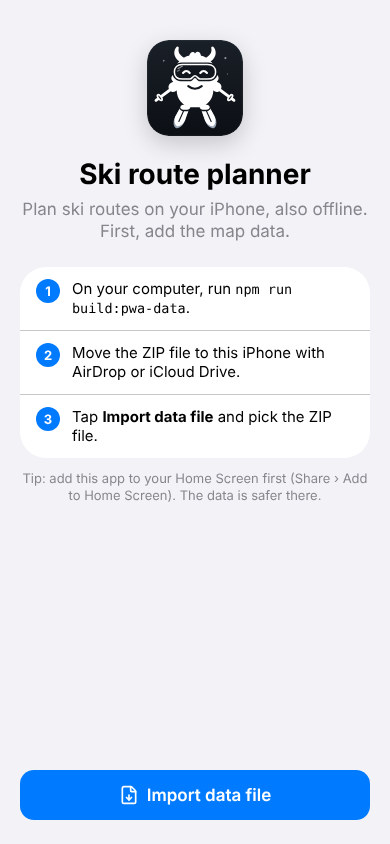 Ski route planner
Plan ski routes on your iPhone, also offline.
First, add the map data.
1 On your computer, run npm run
build:pwa-data.
2 Move the ZIP file to this iPhone with
AirDrop or iCloud Drive.
3 Tap Import data file and pick the ZIP
file.
Tip: add this app to your Home Screen first (Share › Add
to Home Screen). The data is safer there.
Import data file